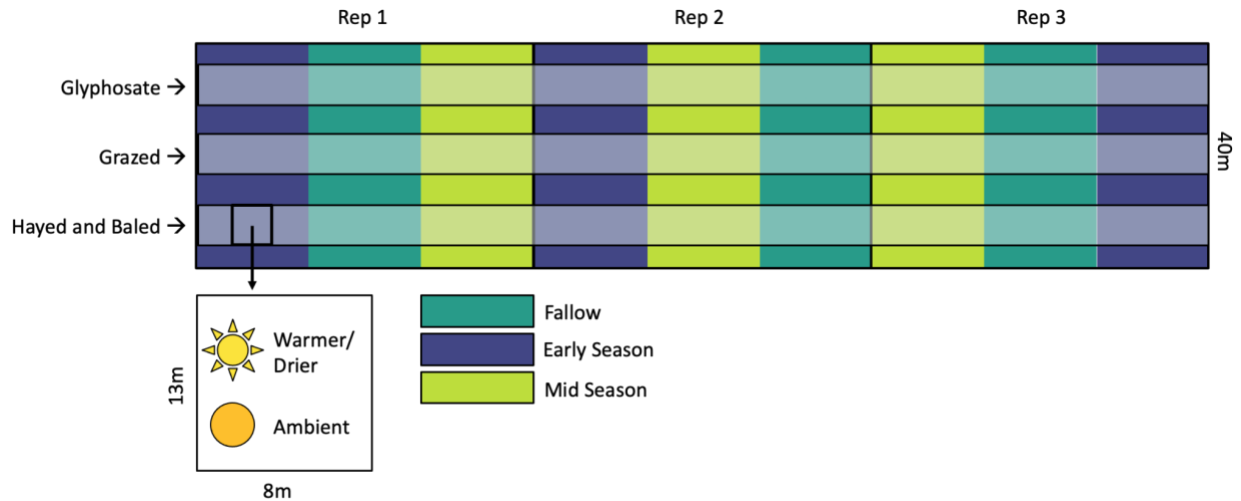 Rep 1
Rep 2
Rep 3
Glyphosate →
Grazed →
Hayed and Baled →
40m
Warmer/
Drier
Ambient
13m
8m
Fallow
Early Season
Mid Season